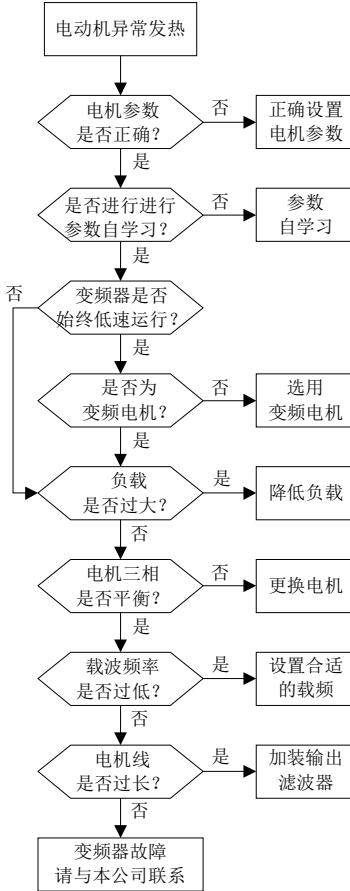 电动机异常发热
电机参数
是否正确？
否
正确设置
电机参数
是
是否进行进行
参数自学习？
否
参数
自学习
是
否
变频器是否
始终低速运行？
是
是否为
变频电机？
否
选用
变频电机
是
负载
是否过大？
是
降低负载
否
电机三相
是否平衡？
否
更换电机
是
载波频率
是否过低？
是
设置合适
的载频
否
电机线
是否过长？
是
加装输出
滤波器
否
变频器故障
请与本公司联系